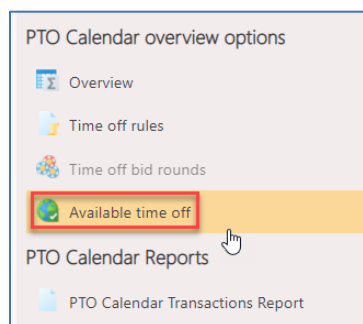 PTO Calendar overview options
Overview
Time off rules
Time off bid rounds
Available time off
PTO Calendar Reports
PTO Calendar Transactions Report